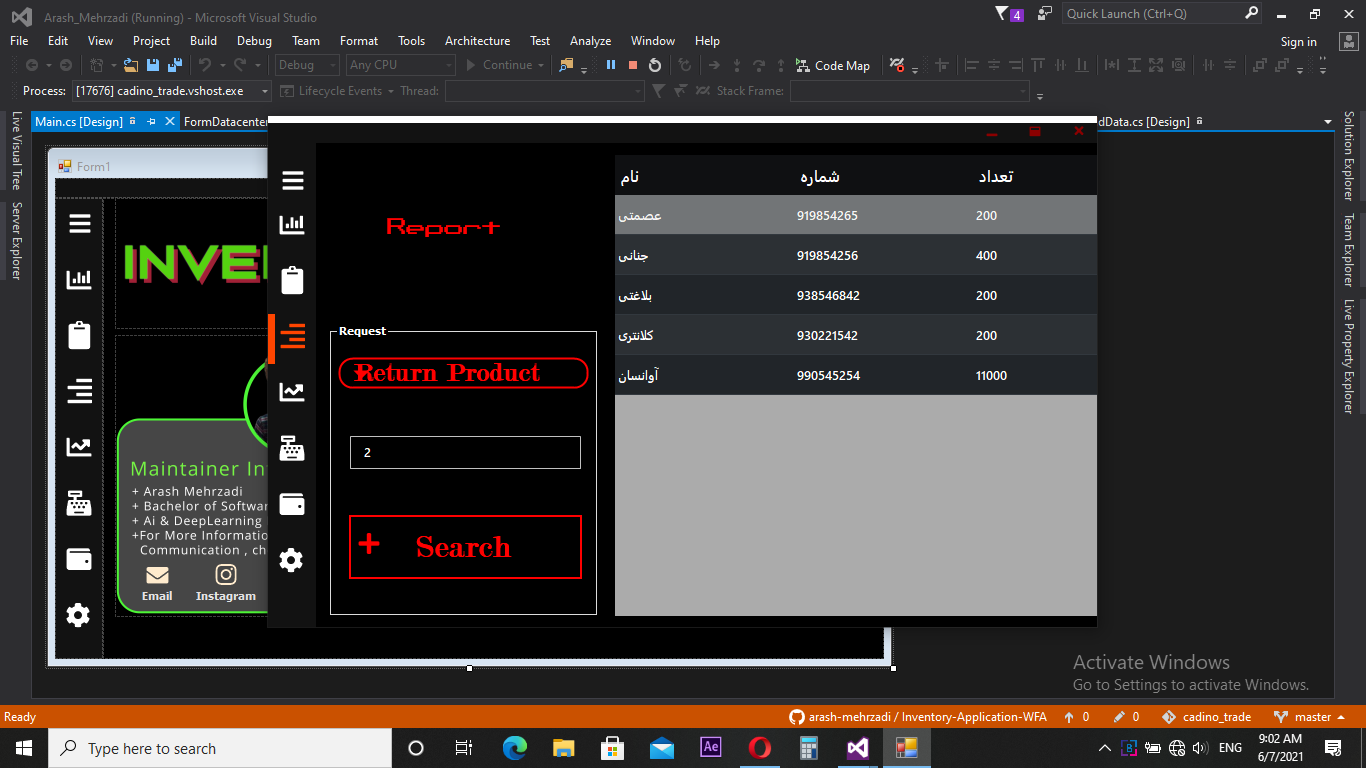 Arash_Mehrzadi (Running) - Microsoft Visual Studio
4
Quick Launch (Ctrl+Q)
File Edit View Project Build Debug Team Format Tools Architecture Test Analyze Window Help
Sign in
Debug Any CPU Continue Code Map
Process: [17676] cadino_trade.vshost.exe Lifecycle Events Thread: Stack Frame:
Main.cs [Design] FormDatacenter
dData.cs [Design]
Live Visual Tree
Server Explorer
Solution Explorer
Team Explorer
Live Property Explorer
Form1
INVE
Maintainer In
+ Arash Mehrzadi
+ Bachelor of Softwar
+ Ai & DeepLearning
+For More Informatio
Communication , ch
Email Instagram
Report
Request
Return Product
2
+ Search
نام شماره تعداد
عصمتی 919854265 200
جنانی 919854256 400
بلاغتی 938546842 200
کلانتری 930221542 200
آوانسان 990545254 11000
Activate Windows
Go to Settings to activate Windows.
Ready
arash-mehrzadi / Inventory-Application-WFA 0 0 cadino_trade master
Type here to search
Ae
ENG
9:02 AM
6/7/2021